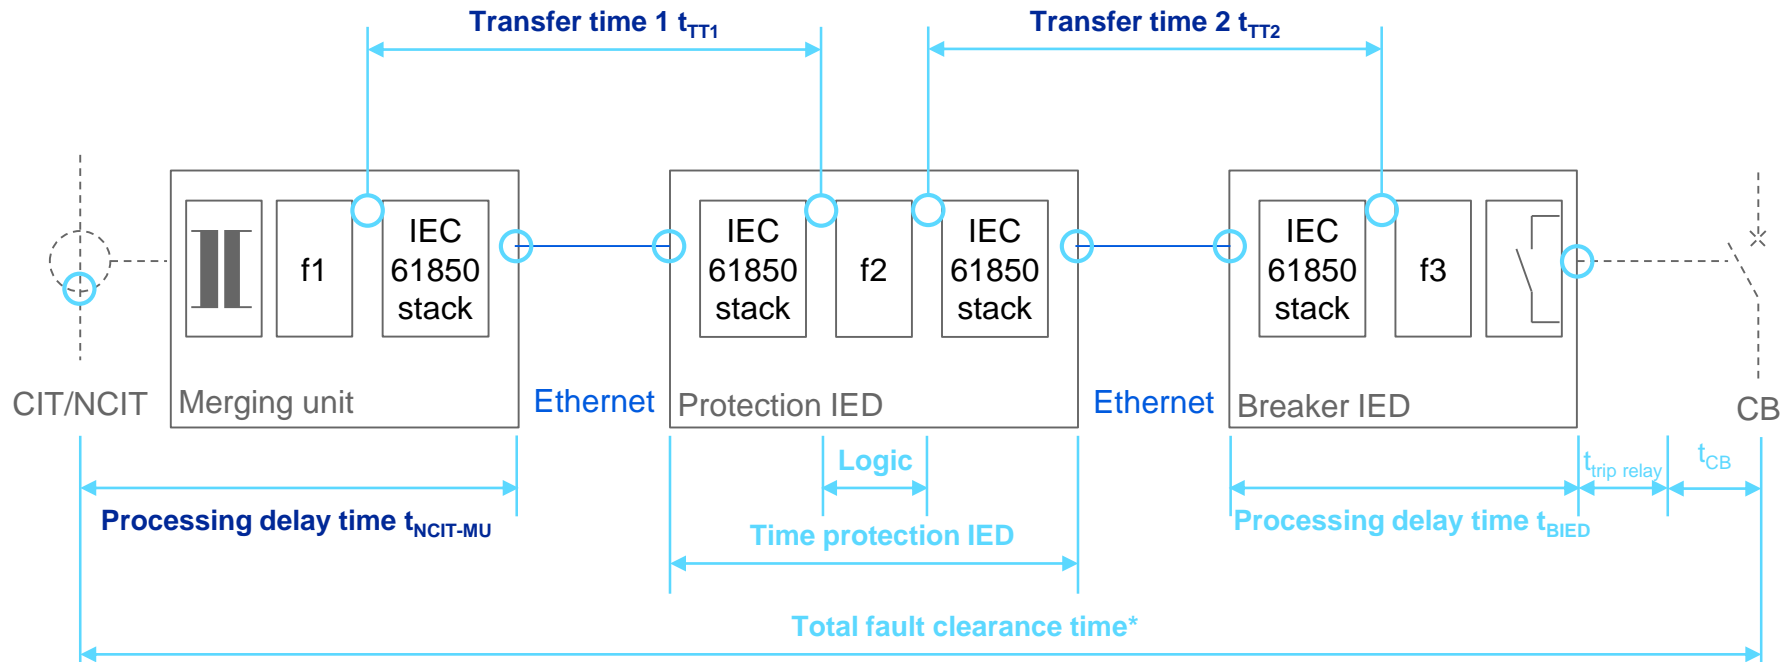 Transfer time 1 tTT1
Transfer time 2 tTT2
f1
IEC
61850
stack
IEC
61850
stack
f2
IEC
61850
stack
IEC
61850
stack
f3
CIT/NCIT
Merging unit
Ethernet
Protection IED
Ethernet
Breaker IED
CB
Logic
ttrip relay
tCB
Processing delay time tNCIT-MU
Time protection IED
Processing delay time tBIED
Total fault clearance time*